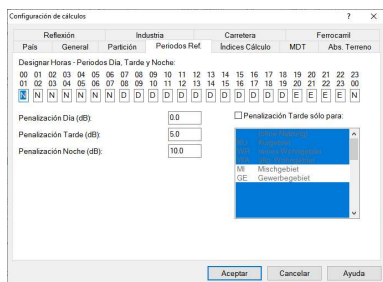 Configuración de cálculos
? X
Reflexión Industria Carretera Ferrocarril
País General Partición Periodos Ref. Índices Cálculo MDT Abs. Terreno
Designar Horas - Periodos Día, Tarde y Noche:
00 01 02 03 04 05 06 07 08 09 10 11 12 13 14 15 16 17 18 19 20 21 22 23
01 02 03 04 05 06 07 08 09 10 11 12 13 14 15 16 17 18 19 20 21 22 23 00
N N N N N N N D D D D D D D D D D D D E E E E N
Penalización Día (dB): 0.0
Penalización Tarde sólo para:
Penalización Tarde (dB): 5.0
Penalización Noche (dB): 10.0
MI Mischgebiet
GE Gewerbegebiet
Aceptar Cancelar Ayuda